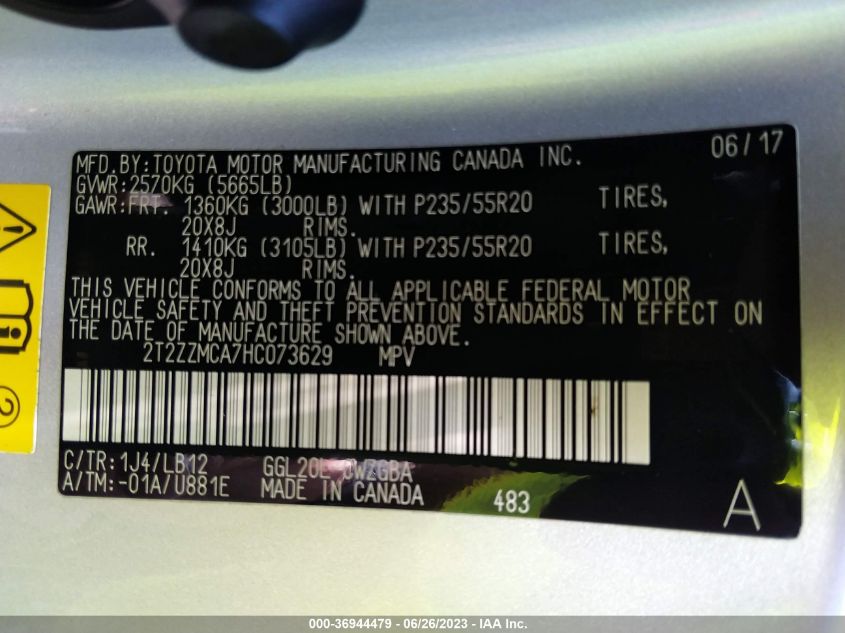 06/17
MFD.BY:TOYOTA MOTOR MANUFACTURING CANADA INC.
GVWR:2570KG (5665LB)
GAWR:FRT. 1360KG (3000LB) WITH P235/55R20 TIRES,
20X8J RIMS.
RR. 1410KG (3105LB) WITH P235/55R20 TIRES,
20X8J RIMS.
THIS VEHICLE CONFORMS TO ALL APPLICABLE FEDERAL MOTOR
VEHICLE SAFETY AND THEFT PREVENTION STANDARDS IN EFFECT ON
THE DATE OF MANUFACTURE SHOWN ABOVE.
2T2ZZMCA7HC073629 MPV
C/TR:1J4/LB12 GGL20L
A/TM:-01A/U881E MADE IN CANADA 483 A
2
000-36944479 - 06/26/2023 - IAA Inc.